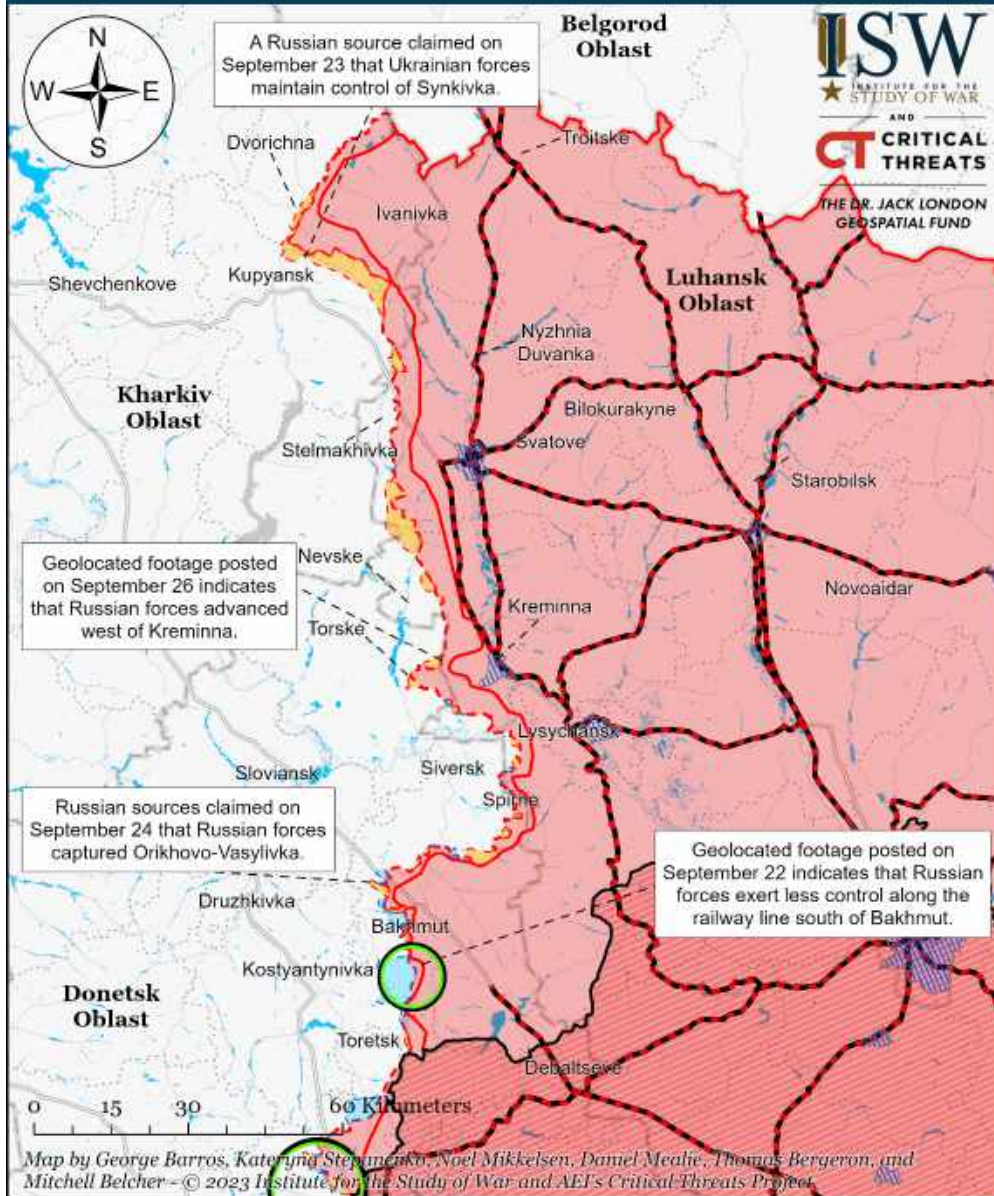 N
W
E
S
A Russian source claimed on
September 23 that Ukrainian forces
maintain control of Synkivka.
Belgorod
Oblast
ISW
INSTITUTE FOR THE
STUDY OF WAR
AND
CT CRITICAL
THREATS
THE DR. JACK LONDON
GEOSPATIAL FUND
Dvorichna
Troitske
Ivanivka
Shevchenkove
Kupyansk
Luhansk
Oblast
Nyzhnia
Duvanka
Kharkiv
Oblast
Bilokurakyne
Stelmakhivka
Svatove
Starobilsk
Geolocated footage posted
on September 26 indicates
that Russian forces advanced
west of Kreminna.
Nevske
Novoaidar
Kreminna
Torske
Lysychansk
Siversk
Sloviansk
Spirne
Russian sources claimed on
September 24 that Russian forces
captured Orikhovo-Vasylivka.
Geolocated footage posted on
September 22 indicates that Russian
forces exert less control along the
railway line south of Bakhmut.
Druzhkivka
Bakhmut
Kostyantynivka
Donetsk
Oblast
Toretsk
Debaltseve
0 15 30 60 Kilometers
Map by George Barros, Kateryna Stepanenko, Noel Mikkelsen, Daniel Mealie, Thomas Bergeron, and
Mitchell Belcher - © 2023 Institute for the Study of War and AEI's Critical Threats Project